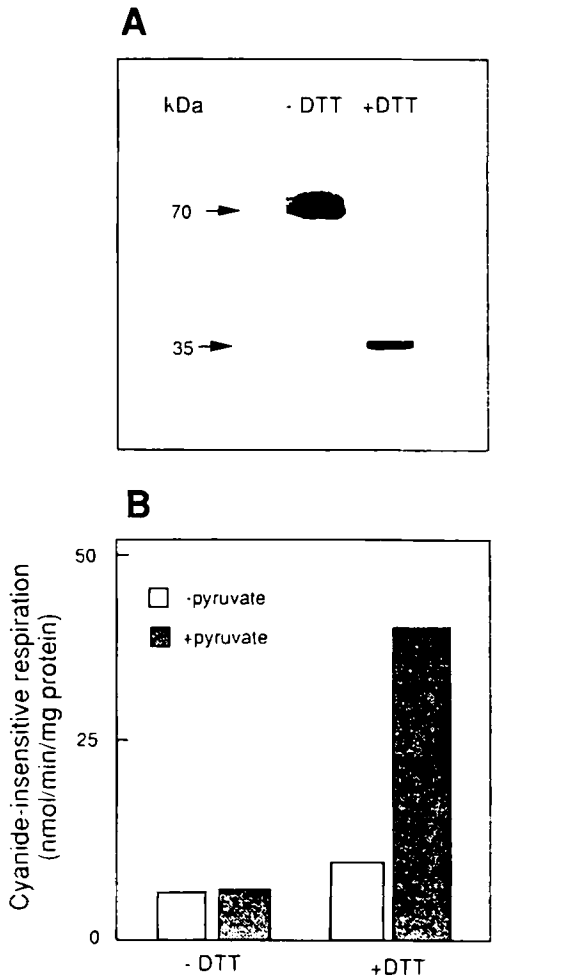 A
kDa - DTT +DTT
70
35
B
Cyanide-insensitive respiration
(nmol/min/mg protein)
50
-pyruvate
+pyruvate
25
0
- DTT +DTT